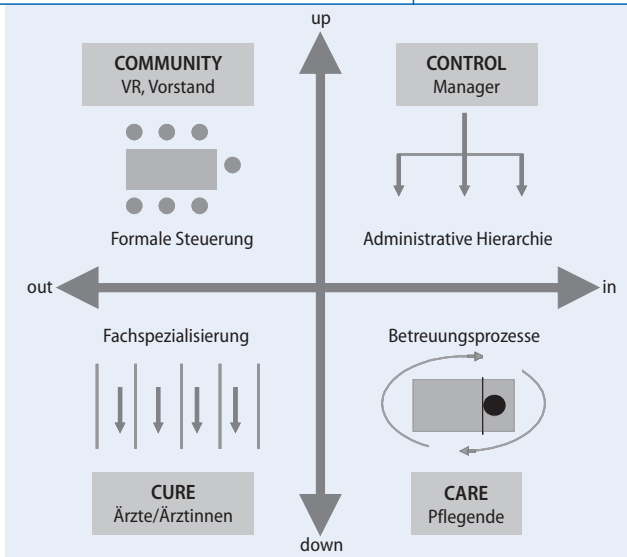 up
COMMUNITY
VR, Vorstand
CONTROL
Manager
Formale Steuerung
Administrative Hierarchie
out
in
Fachspezialisierung
Betreuungsprozesse
CURE
Ärzte/Ärztinnen
CARE
Pflegende
down